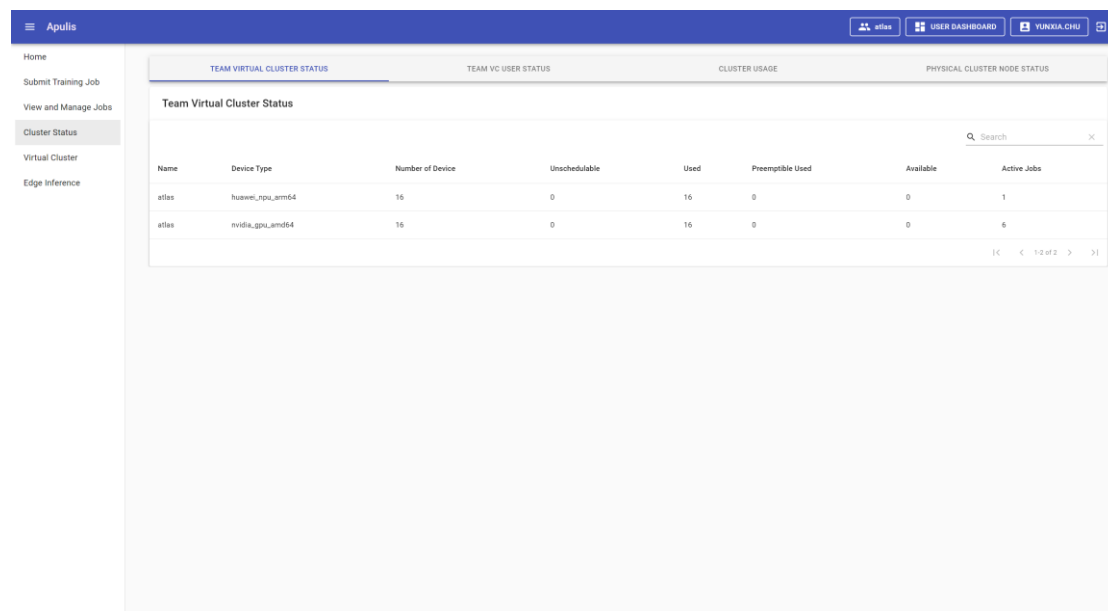 Apulis
atlas
USER DASHBOARD
YUNXIA.CHU
Home
Submit Training Job
View and Manage Jobs
Cluster Status
Virtual Cluster
Edge Inference
TEAM VIRTUAL CLUSTER STATUS TEAM VC USER STATUS CLUSTER USAGE PHYSICAL CLUSTER NODE STATUS
Team Virtual Cluster Status
Search
Name Device Type Number of Device Unschedulable Used Preemptible Used Available Active Jobs
atlas huawei_npu_arm64 16 0 16 0 0 1
atlas nvidia_gpu_amd64 16 0 16 0 0 6
1-2 of 2